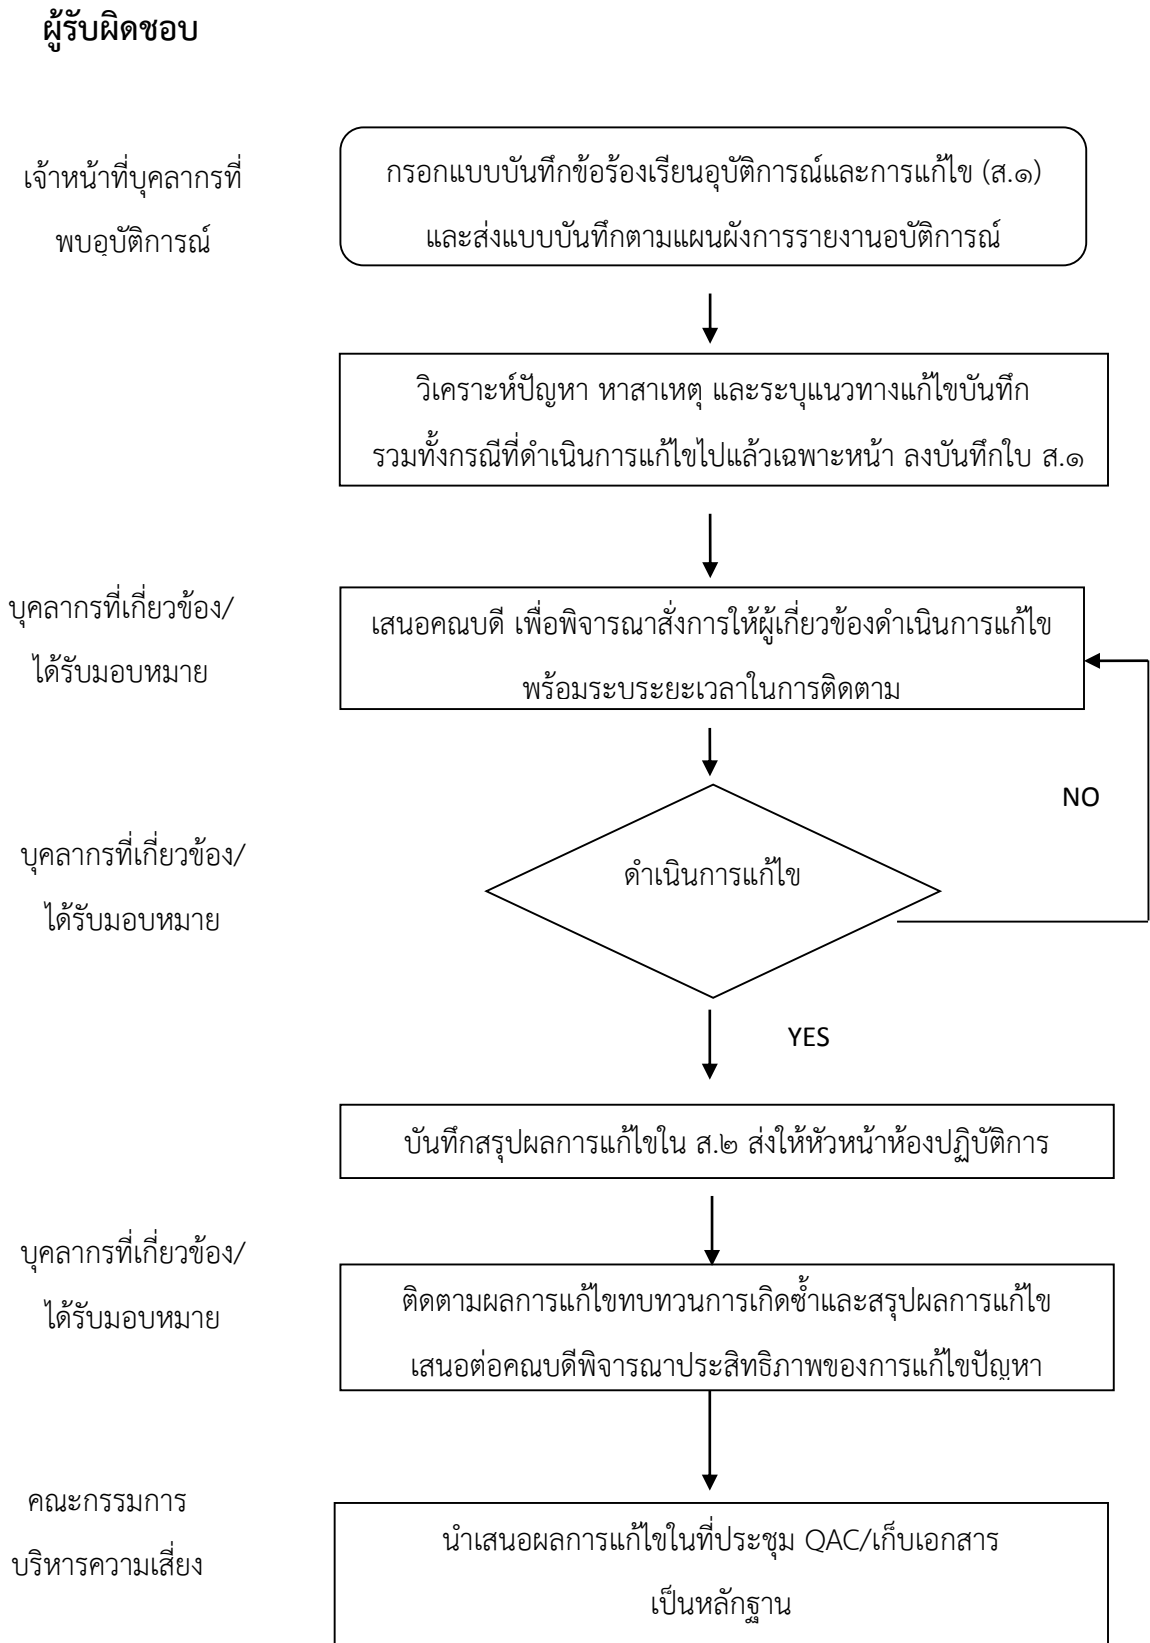 ผู้รับผิดชอบ
เจ้าหน้าที่บุคลากรที่
พบอุบัติการณ์
กรอกแบบบันทึกข้อร้องเรียนอุบัติการณ์และการแก้ไข (ส.๑)
และส่งแบบบันทึกตามแผนผังการรายงานอบัติการณ์
วิเคราะห์ปัญหา หาสาเหตุ และระบุแนวทางแก้ไขบันทึก
รวมทั้งกรณีที่ดำเนินการแก้ไขไปแล้วเฉพาะหน้า ลงบันทึกใบ ส.๑
บุคลากรที่เกี่ยวข้อง/
ได้รับมอบหมาย
เสนอคณบดี เพื่อพิจารณาสั่งการให้ผู้เกี่ยวข้องดำเนินการแก้ไข
พร้อมระบระยะเวลาในการติดตาม
NO
บุคลากรที่เกี่ยวข้อง/
ได้รับมอบหมาย
ดำเนินการแก้ไข
YES
บันทึกสรุปผลการแก้ไขใน ส.๒ ส่งให้หัวหน้าห้องปฏิบัติการ
บุคลากรที่เกี่ยวข้อง/
ได้รับมอบหมาย
ติดตามผลการแก้ไขทบทวนการเกิดซ้ำและสรุปผลการแก้ไข
เสนอต่อคณบดีพิจารณาประสิทธิภาพของการแก้ไขปัญหา
คณะกรรมการ
บริหารความเสี่ยง
นำเสนอผลการแก้ไขในที่ประชุม QAC/เก็บเอกสาร
เป็นหลักฐาน